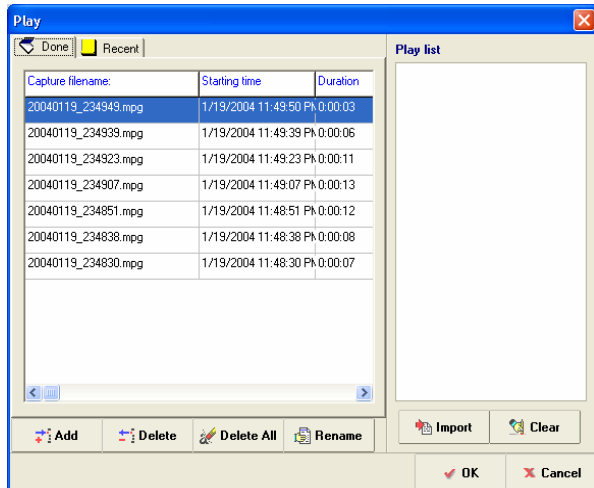 Play
Done Recent
Play list
Capture filename: Starting time Duration
20040119_234949.mpg 1/19/2004 11:49:50 PM 0:00:03
20040119_234939.mpg 1/19/2004 11:49:39 PM 0:00:06
20040119_234923.mpg 1/19/2004 11:49:23 PM 0:00:11
20040119_234907.mpg 1/19/2004 11:49:07 PM 0:00:13
20040119_234851.mpg 1/19/2004 11:48:51 PM 0:00:12
20040119_234838.mpg 1/19/2004 11:48:38 PM 0:00:08
20040119_234830.mpg 1/19/2004 11:48:30 PM 0:00:07
Add Delete Delete All Rename
Import Clear
OK Cancel